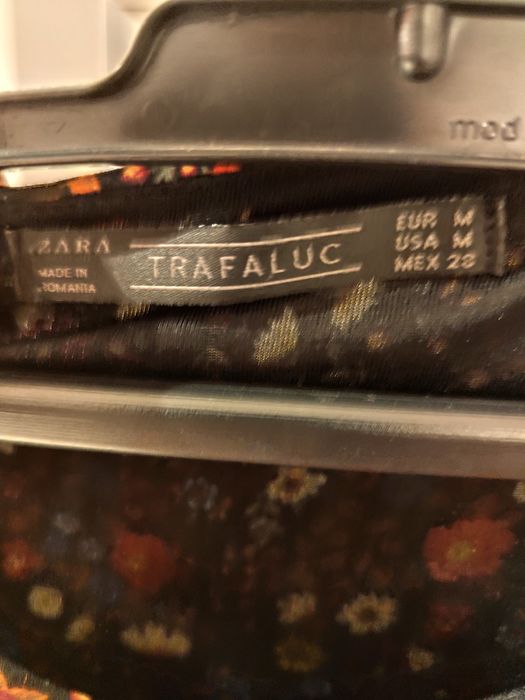 mod
ZARA
MADE IN
ROMANIA
TRAFALUC
EUR M
USA M
MEX 28